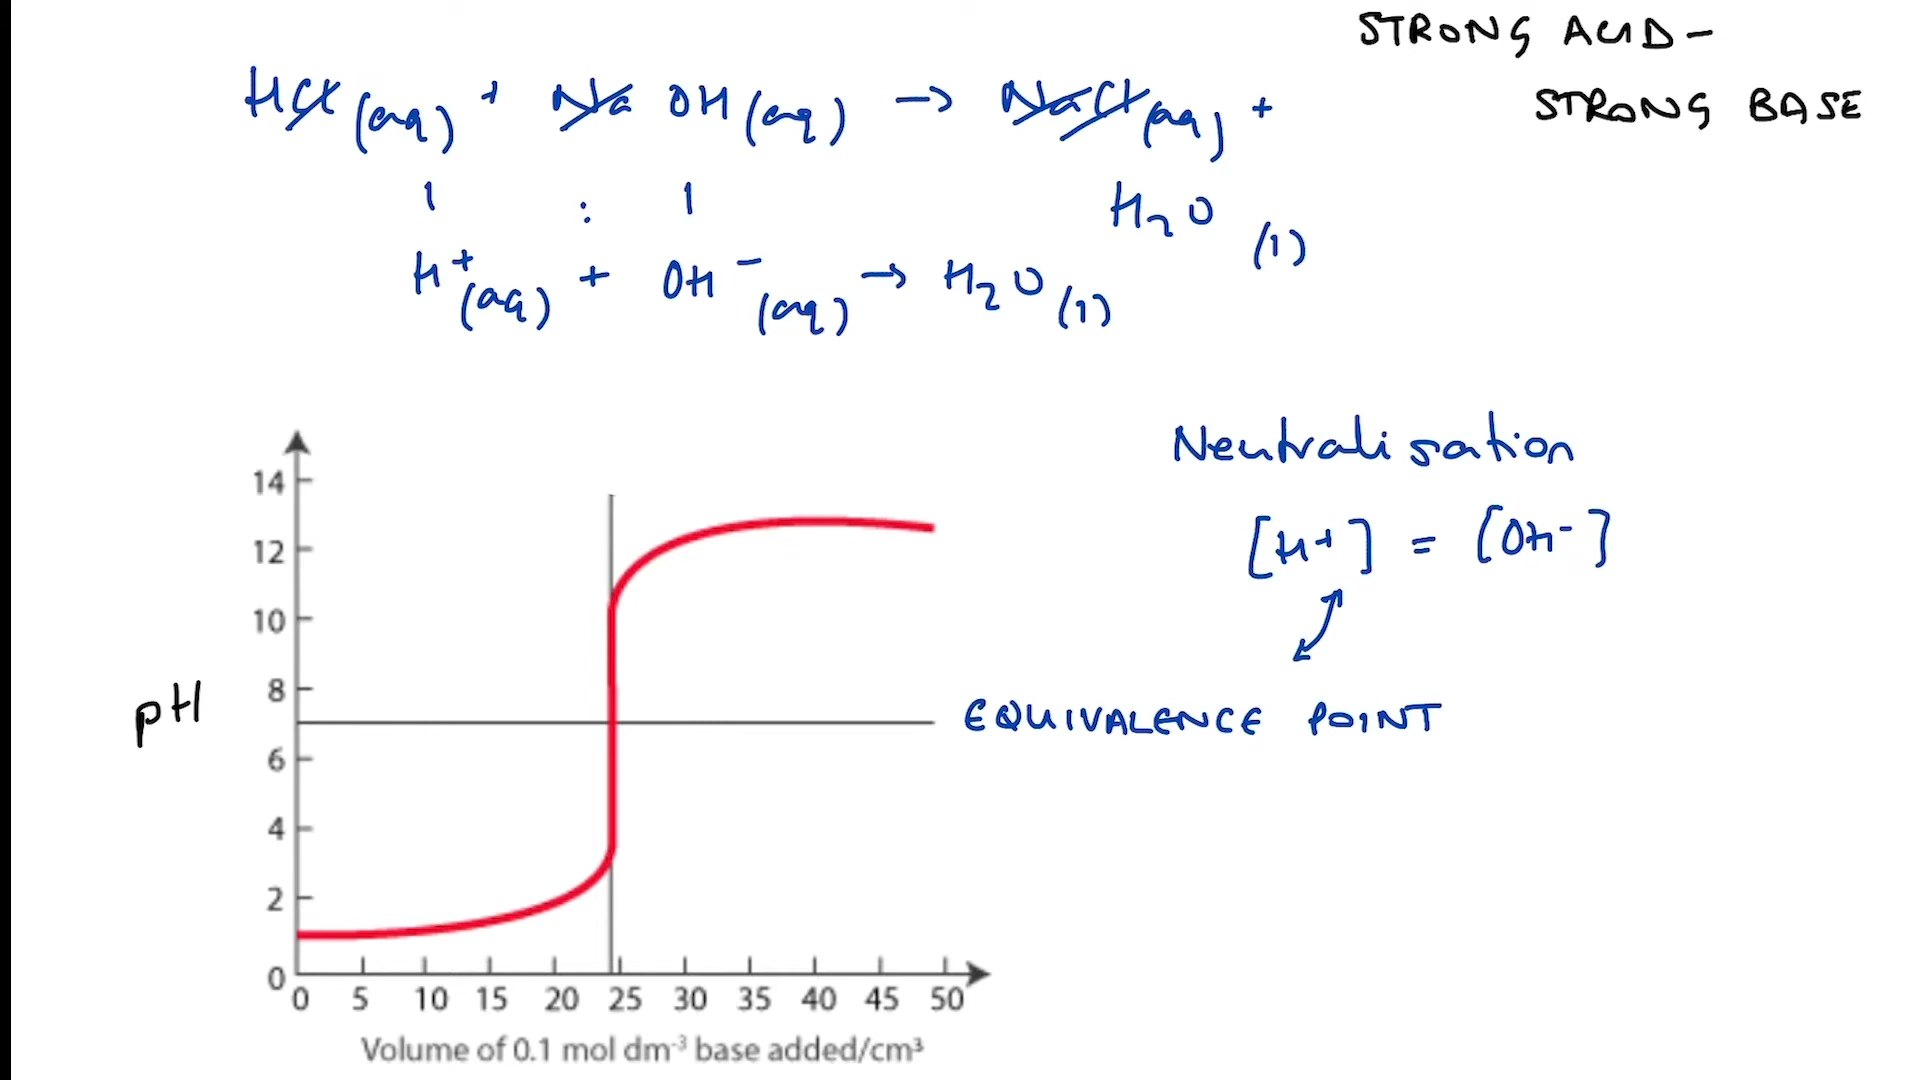 STRONG ACID -
STRONG BASE
HCl (aq) + Na OH (aq) → NaCl (aq) +
1 : 1
H2O (l)
H+ (aq) + OH- (aq) → H2O (l)
Neutralisation
[H+] = [OH-]
EQUIVALENCE POINT
pH
14
12
10
8
6
4
2
0
0 5 10 15 20 25 30 35 40 45 50
Volume of 0.1 mol dm-³ base added/cm³